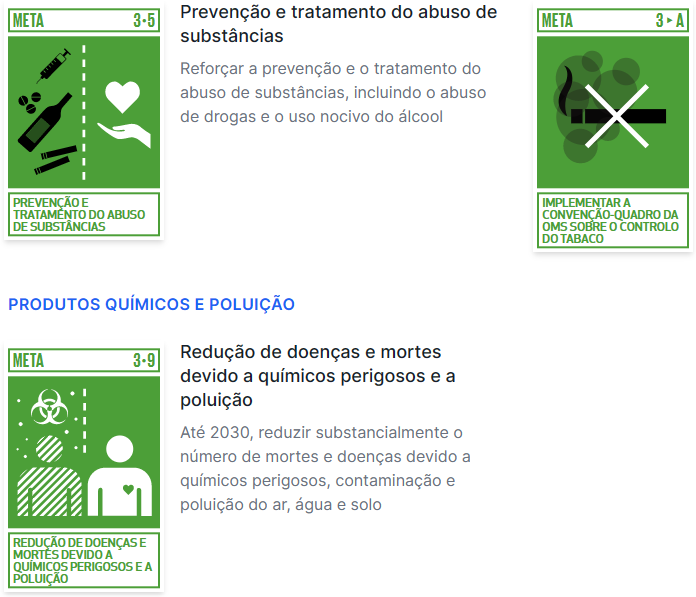 META 3•5
PREVENÇÃO E
TRATAMENTO DO ABUSO
DE SUBSTÂNCIAS
Prevenção e tratamento do abuso de
substâncias
Reforçar a prevenção e o tratamento do
abuso de substâncias, incluindo o abuso
de drogas e o uso nocivo do álcool
META 3▸A
IMPLEMENTAR A
CONVENÇÃO-QUADRO DA
OMS SOBRE O CONTROLO
DO TABACO
PRODUTOS QUÍMICOS E POLUIÇÃO
META 3•9
REDUÇÃO DE DOENÇAS E
MORTES DEVIDO A
QUÍMICOS PERIGOSOS E A
POLUIÇÃO
Redução de doenças e mortes
devido a químicos perigosos e a
poluição
Até 2030, reduzir substancialmente o
número de mortes e doenças devido a
químicos perigosos, contaminação e
poluição do ar, água e solo